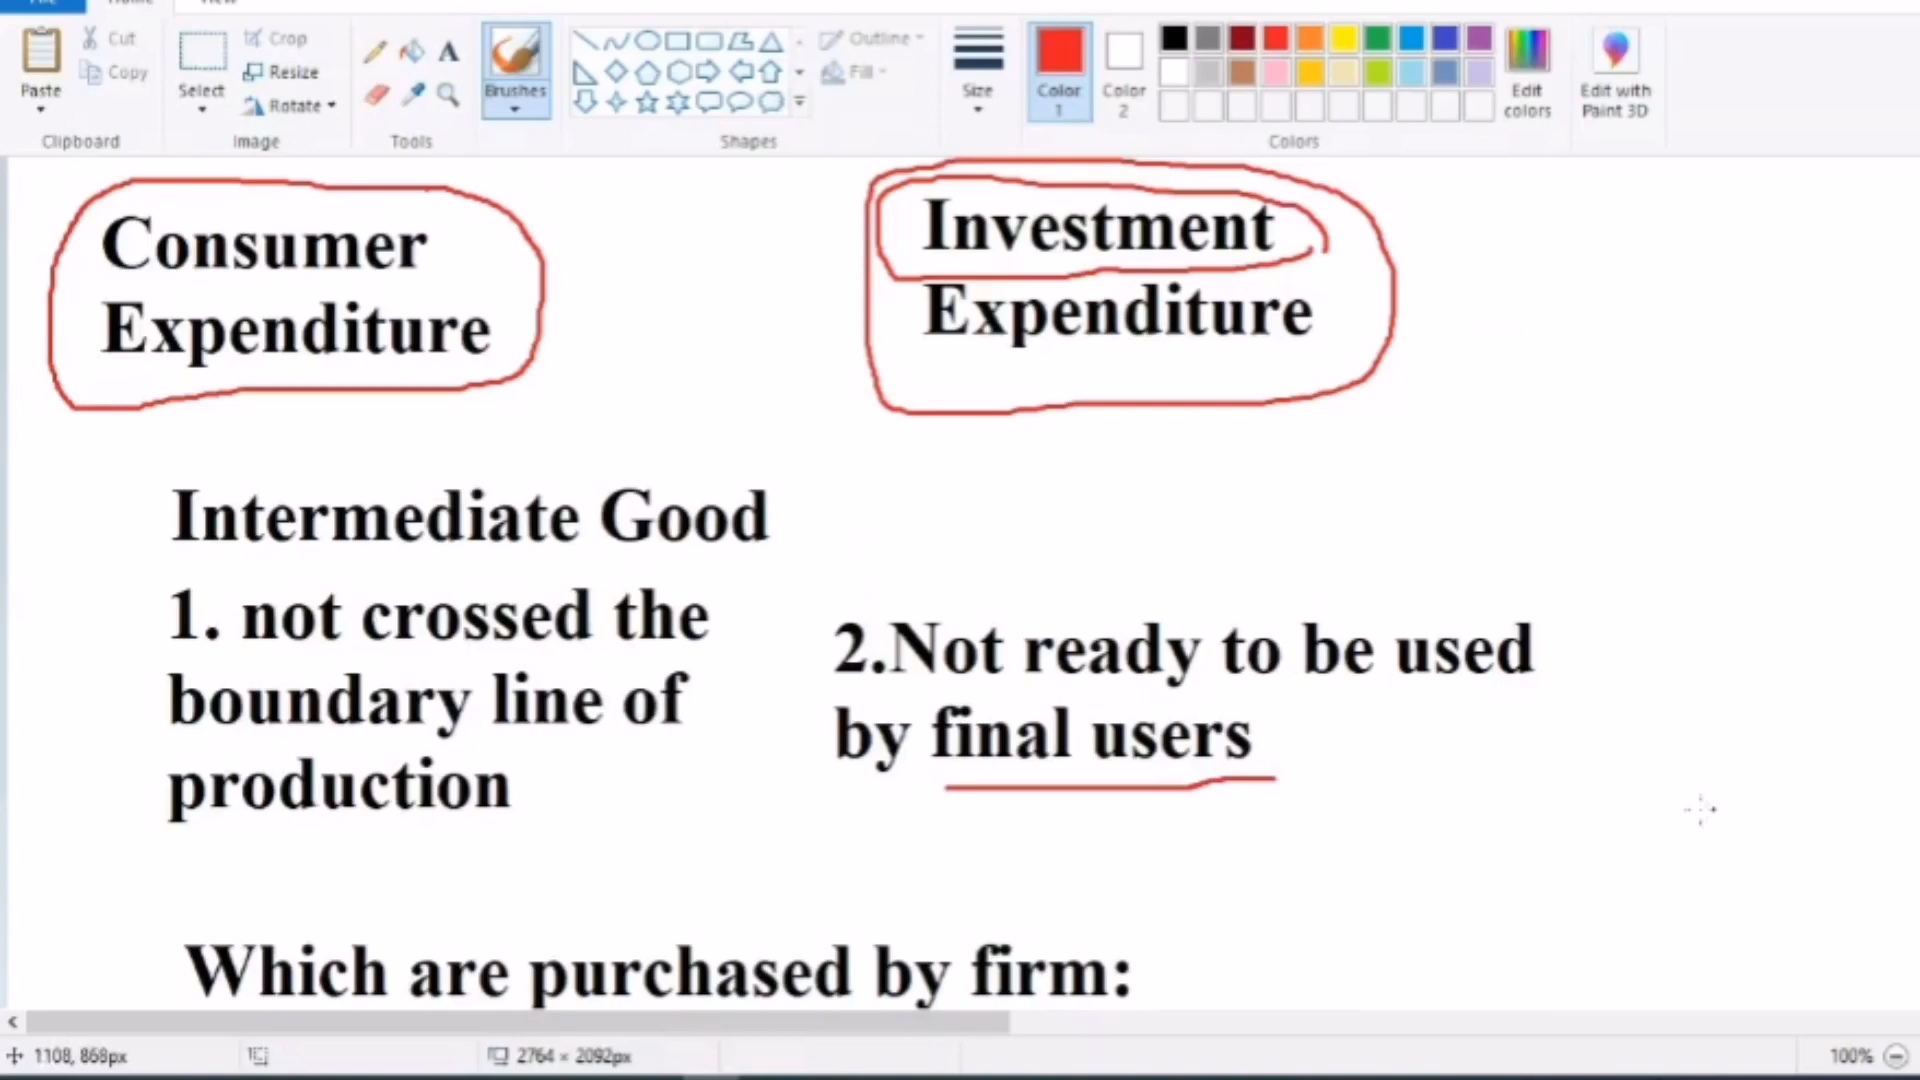 File Home View
Paste
Cut
Copy
Clipboard
Select
Crop
Resize
Rotate
Image
Tools
Brushes
Shapes
Outline
Fill
Size
Color 1
Color 2
Colors
Edit colors
Edit with Paint 3D
Consumer
Expenditure
Investment
Expenditure
Intermediate Good
1. not crossed the
boundary line of
production
2.Not ready to be used
by final users
Which are purchased by firm:
1108, 868px
2764 × 2092px
100%